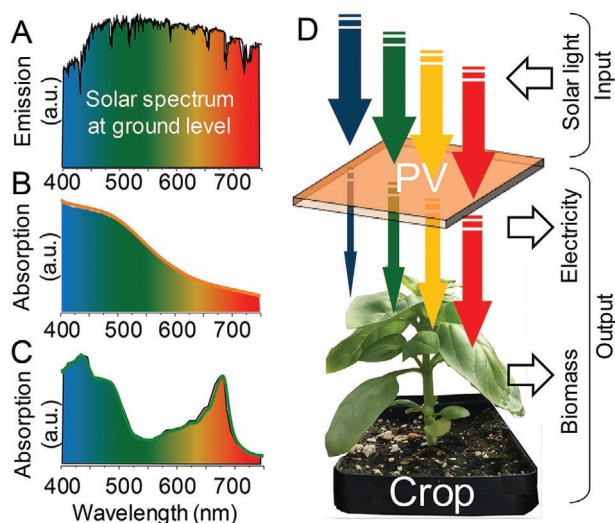 A
Emission
(a.u.)
Solar spectrum
at ground level
400 500 600 700
B
Absorption
(a.u.)
400 500 600 700
C
Absorption
(a.u.)
400 500 600 700
Wavelength (nm)
D
PV
Crop
Solar light
Input
Electricity
Biomass
Output